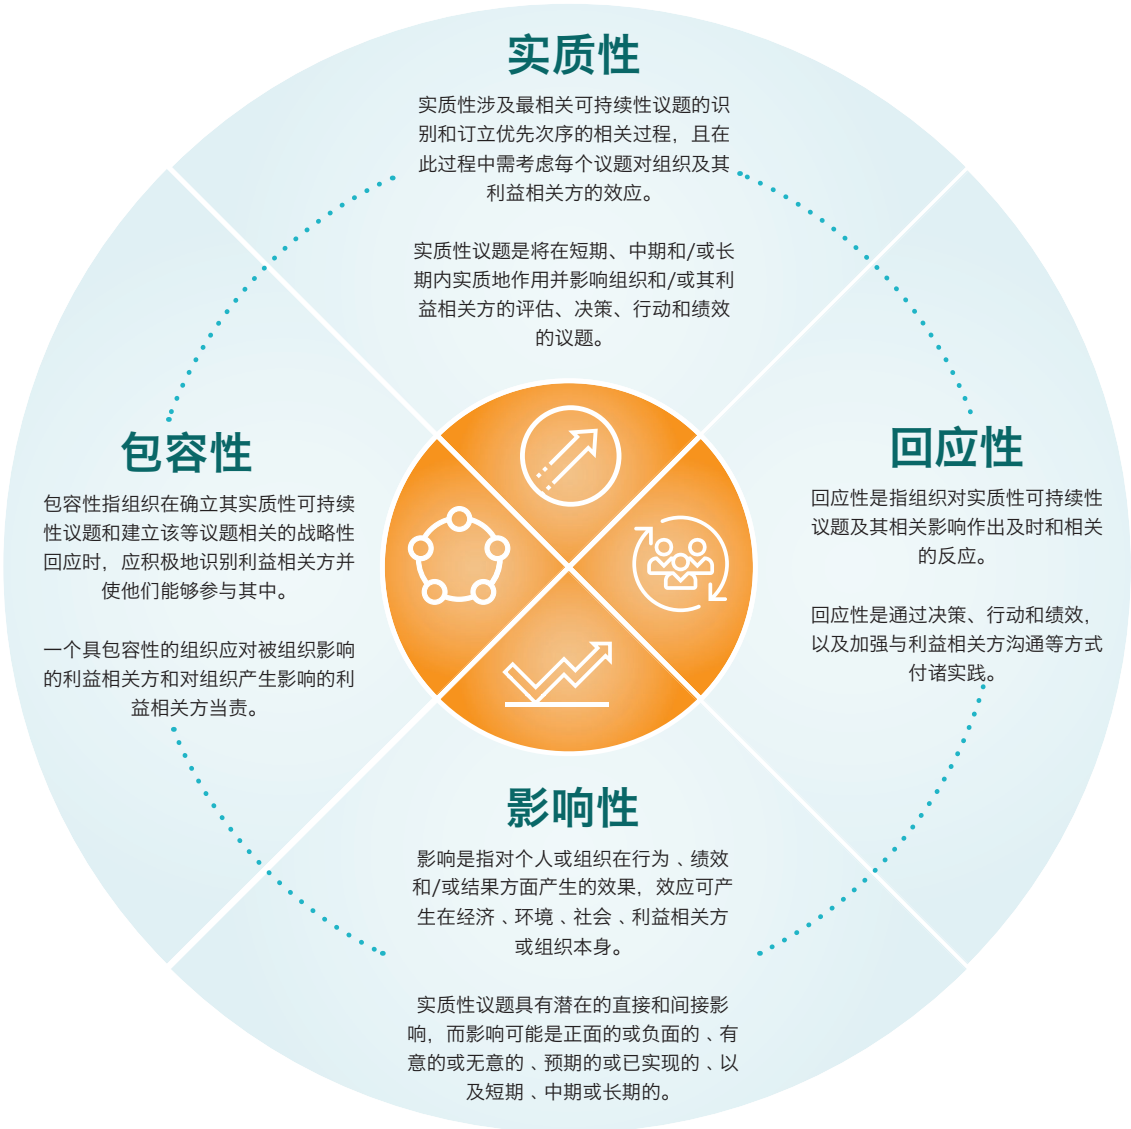 实质性
实质性涉及最相关可持续性议题的识
别和订立优先次序的相关过程，且在
此过程中需考虑每个议题对组织及其
利益相关方的效应。
实质性议题是将在短期、中期和/或长
期内实质地作用并影响组织和/或其利
益相关方的评估、决策、行动和绩效
的议题。
包容性
包容性指组织在确立其实质性可持续
性议题和建立该等议题相关的战略性
回应时，应积极地识别利益相关方并
使他们能够参与其中。
一个具包容性的组织应对被组织影响
的利益相关方和对组织产生影响的利
益相关方当责。
回应性
回应性是指组织对实质性可持续性
议题及其相关影响作出及时和相关
的反应。
回应性是通过决策、行动和绩效，
以及加强与利益相关方沟通等方式
付诸实践。
影响性
影响是指对个人或组织在行为、绩效
和/或结果方面产生的效果，效应可产
生在经济、环境、社会、利益相关方
或组织本身。
实质性议题具有潜在的直接和间接影
响，而影响可能是正面的或负面的、有
意的或无意的、预期的或已实现的、以
及短期、中期或长期的。